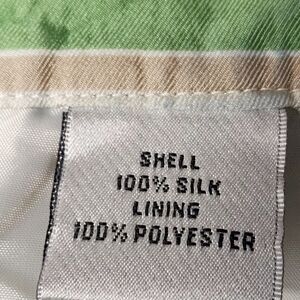 SHELL
100% SILK
LINING
100% POLYESTER